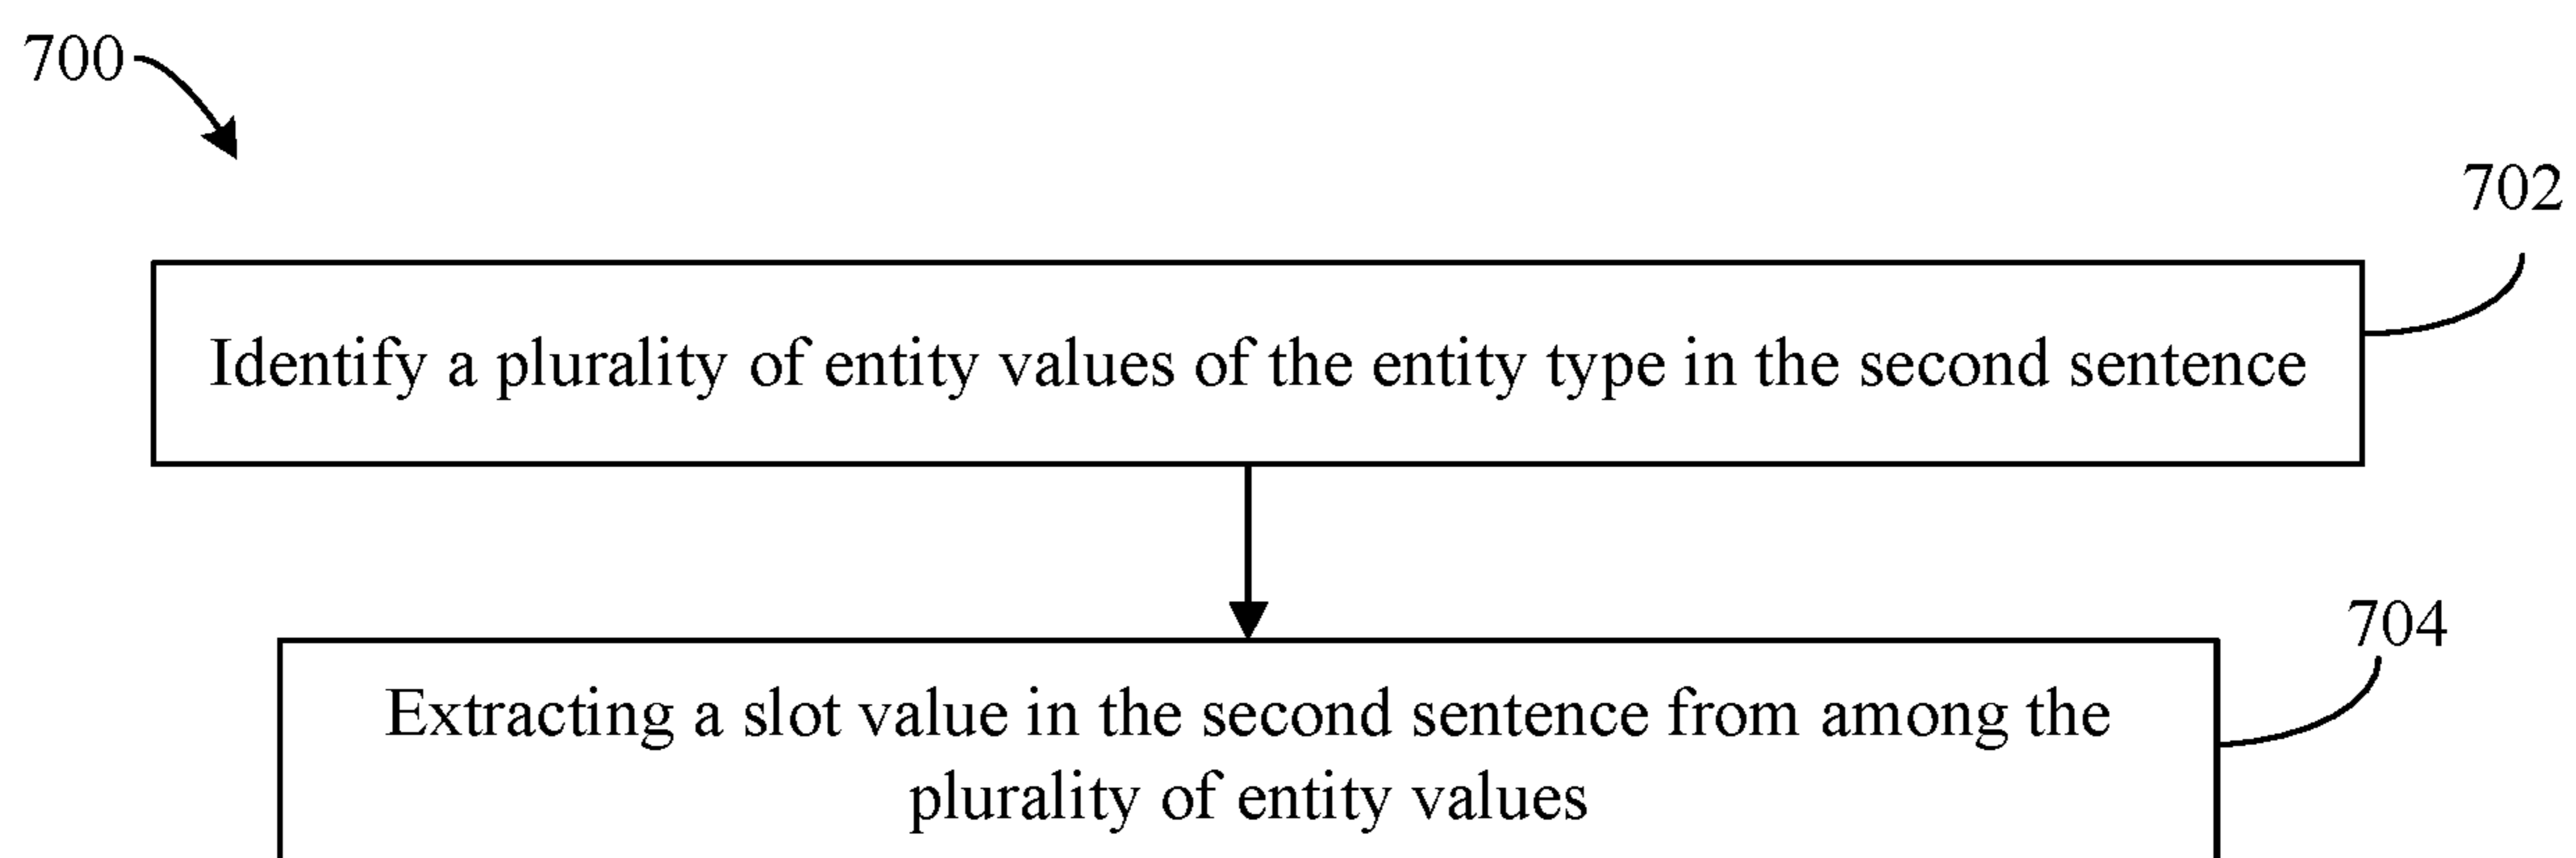 700
702
Identify a plurality of entity values of the entity type in the second sentence
704
Extracting a slot value in the second sentence from among the
plurality of entity values